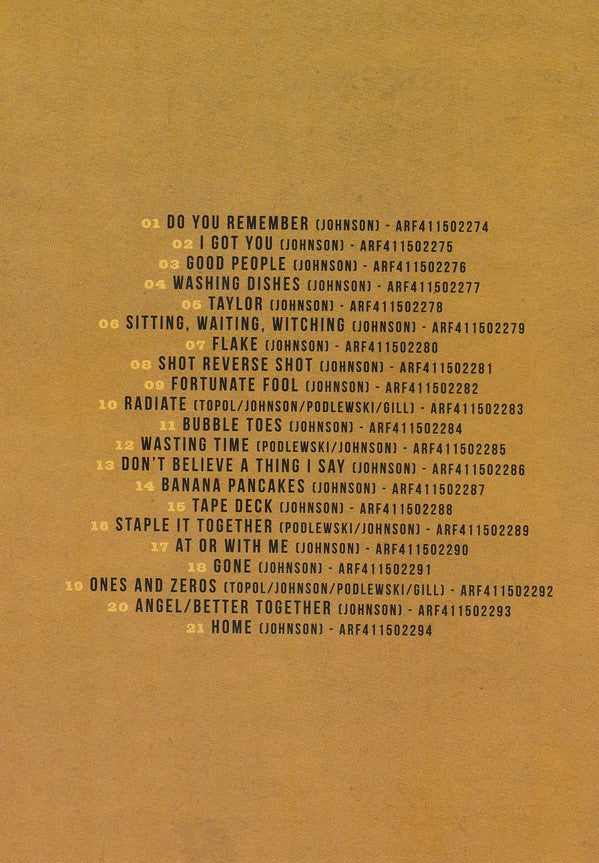 01 DO YOU REMEMBER (JOHNSON) - ARF411502274
02 I GOT YOU (JOHNSON) - ARF411502275
03 GOOD PEOPLE (JOHNSON) - ARF411502276
04 WASHING DISHES (JOHNSON) - ARF411502277
05 TAYLOR (JOHNSON) - ARF411502278
06 SITTING, WAITING, WITCHING (JOHNSON) - ARF411502279
07 FLAKE (JOHNSON) - ARF411502280
08 SHOT REVERSE SHOT (JOHNSON) - ARF411502281
09 FORTUNATE FOOL (JOHNSON) - ARF411502282
10 RADIATE (TOPOL/JOHNSON/PODLEWSKI/GILL) - ARF411502283
11 BUBBLE TOES (JOHNSON) - ARF411502284
12 WASTING TIME (PODLEWSKI/JOHNSON) - ARF411502285
13 DON'T BELIEVE A THING I SAY (JOHNSON) - ARF411502286
14 BANANA PANCAKES (JOHNSON) - ARF411502287
15 TAPE DECK (JOHNSON) - ARF411502288
16 STAPLE IT TOGETHER (PODLEWSKI/JOHNSON) - ARF411502289
17 AT OR WITH ME (JOHNSON) - ARF411502290
18 GONE (JOHNSON) - ARF411502291
19 ONES AND ZEROS (TOPOL/JOHNSON/PODLEWSKI/GILL) - ARF411502292
20 ANGEL/BETTER TOGETHER (JOHNSON) - ARF411502293
21 HOME (JOHNSON) - ARF411502294